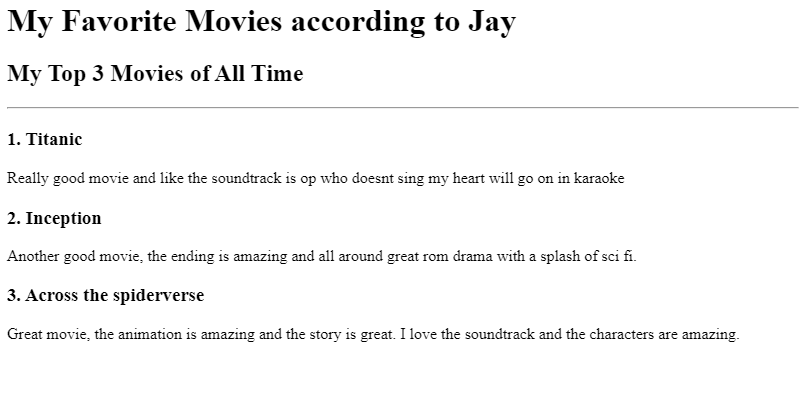 My Favorite Movies according to Jay
My Top 3 Movies of All Time
1. Titanic
Really good movie and like the soundtrack is op who doesnt sing my heart will go on in karaoke
2. Inception
Another good movie, the ending is amazing and all around great rom drama with a splash of sci fi.
3. Across the spiderverse
Great movie, the animation is amazing and the story is great. I love the soundtrack and the characters are amazing.